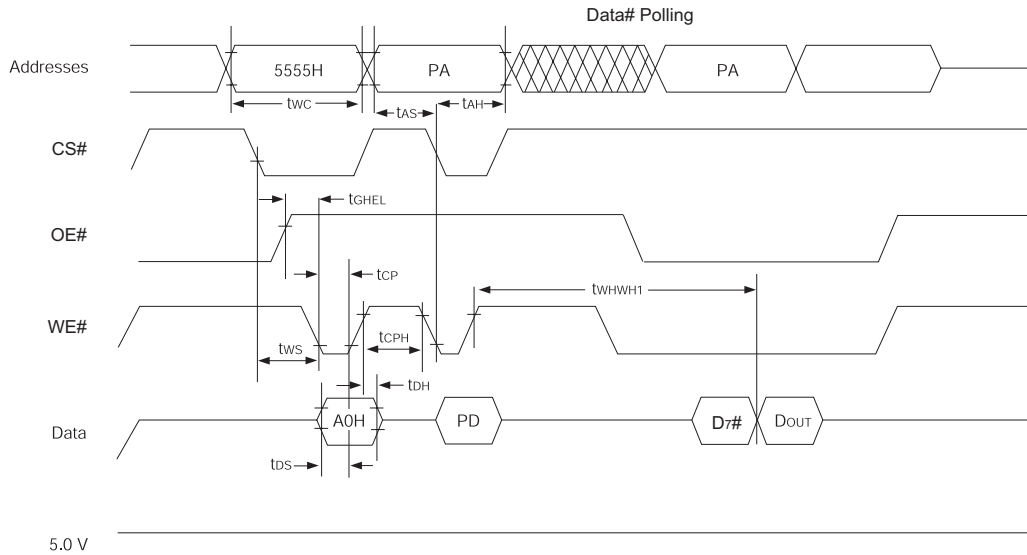 Data# Polling
Addresses
5555H
PA
PA
tWC
tAS
tAH
CS#
tGHEL
OE#
tCP
tWHWH1
WE#
tWS
tCPH
tDH
Data
A0H
PD
D7#
DOUT
tDS
5.0 V